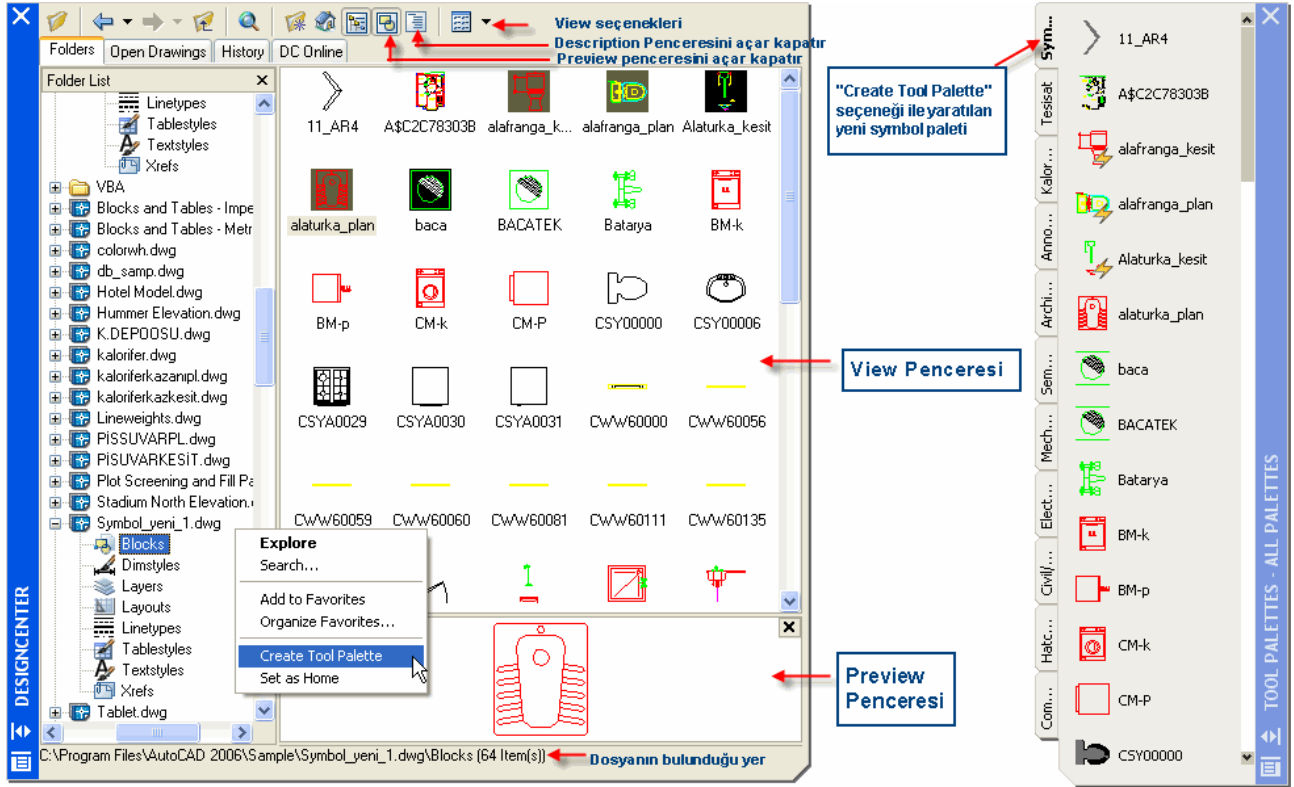 View seçenekleri
Description Penceresini açar kapatır
Preview penceresini açar kapatır
Folders
Open Drawings
History
DC Online
Folder List
Linetypes
Tablestyles
Textstyles
Xrefs
VBA
Blocks and Tables - Impe
Blocks and Tables - Metr
colorwh.dwg
db_samp.dwg
Hotel Model.dwg
Hummer Elevation.dwg
K.DEPOOSU.dwg
kalorifer.dwg
kaloriferkazanıpl.dwg
kaloriferkazkesit.dwg
Lineweights.dwg
PİSSUVARPL.dwg
PİSUVARKESİT.dwg
Plot Screening and Fill Pa
Stadium North Elevation.
Symbol_yeni_1.dwg
Blocks
Dimstyles
Layers
Layouts
Linetypes
Tablestyles
Textstyles
Xrefs
Tablet.dwg
DESIGNCENTER
11_AR4
A$C2C78303B
alafranga_k...
alafranga_plan
Alaturka_kesit
alaturka_plan
baca
BACATEK
Batarya
BM-k
BM-p
CM-k
CM-P
CSY00000
CSY00006
CSYA0029
CSYA0030
CSYA0031
CWW60000
CWW60056
CWW60059
CWW60060
CWW60081
CWW60111
CWW60135
Explore
Search...
Add to Favorites
Organize Favorites...
Create Tool Palette
Set as Home
C:\Program Files\AutoCAD 2006\Sample\Symbol_yeni_1.dwg\Blocks (64 Item(s))
Dosyanın bulunduğu yer
View Penceresi
Preview
Penceresi
"Create Tool Palette"
seçeneği ile yaratılan
yeni symbol paleti
Sym...
Tesisat
Kalor...
Anno...
Archi...
Sem...
Mech...
Elect...
Civil/...
Hatc...
Com...
11_AR4
A$C2C78303B
alafranga_kesit
alafranga_plan
Alaturka_kesit
alaturka_plan
baca
BACATEK
Batarya
BM-k
BM-p
CM-k
CM-P
CSY00000
TOOL PALETTES - ALL PALETTES